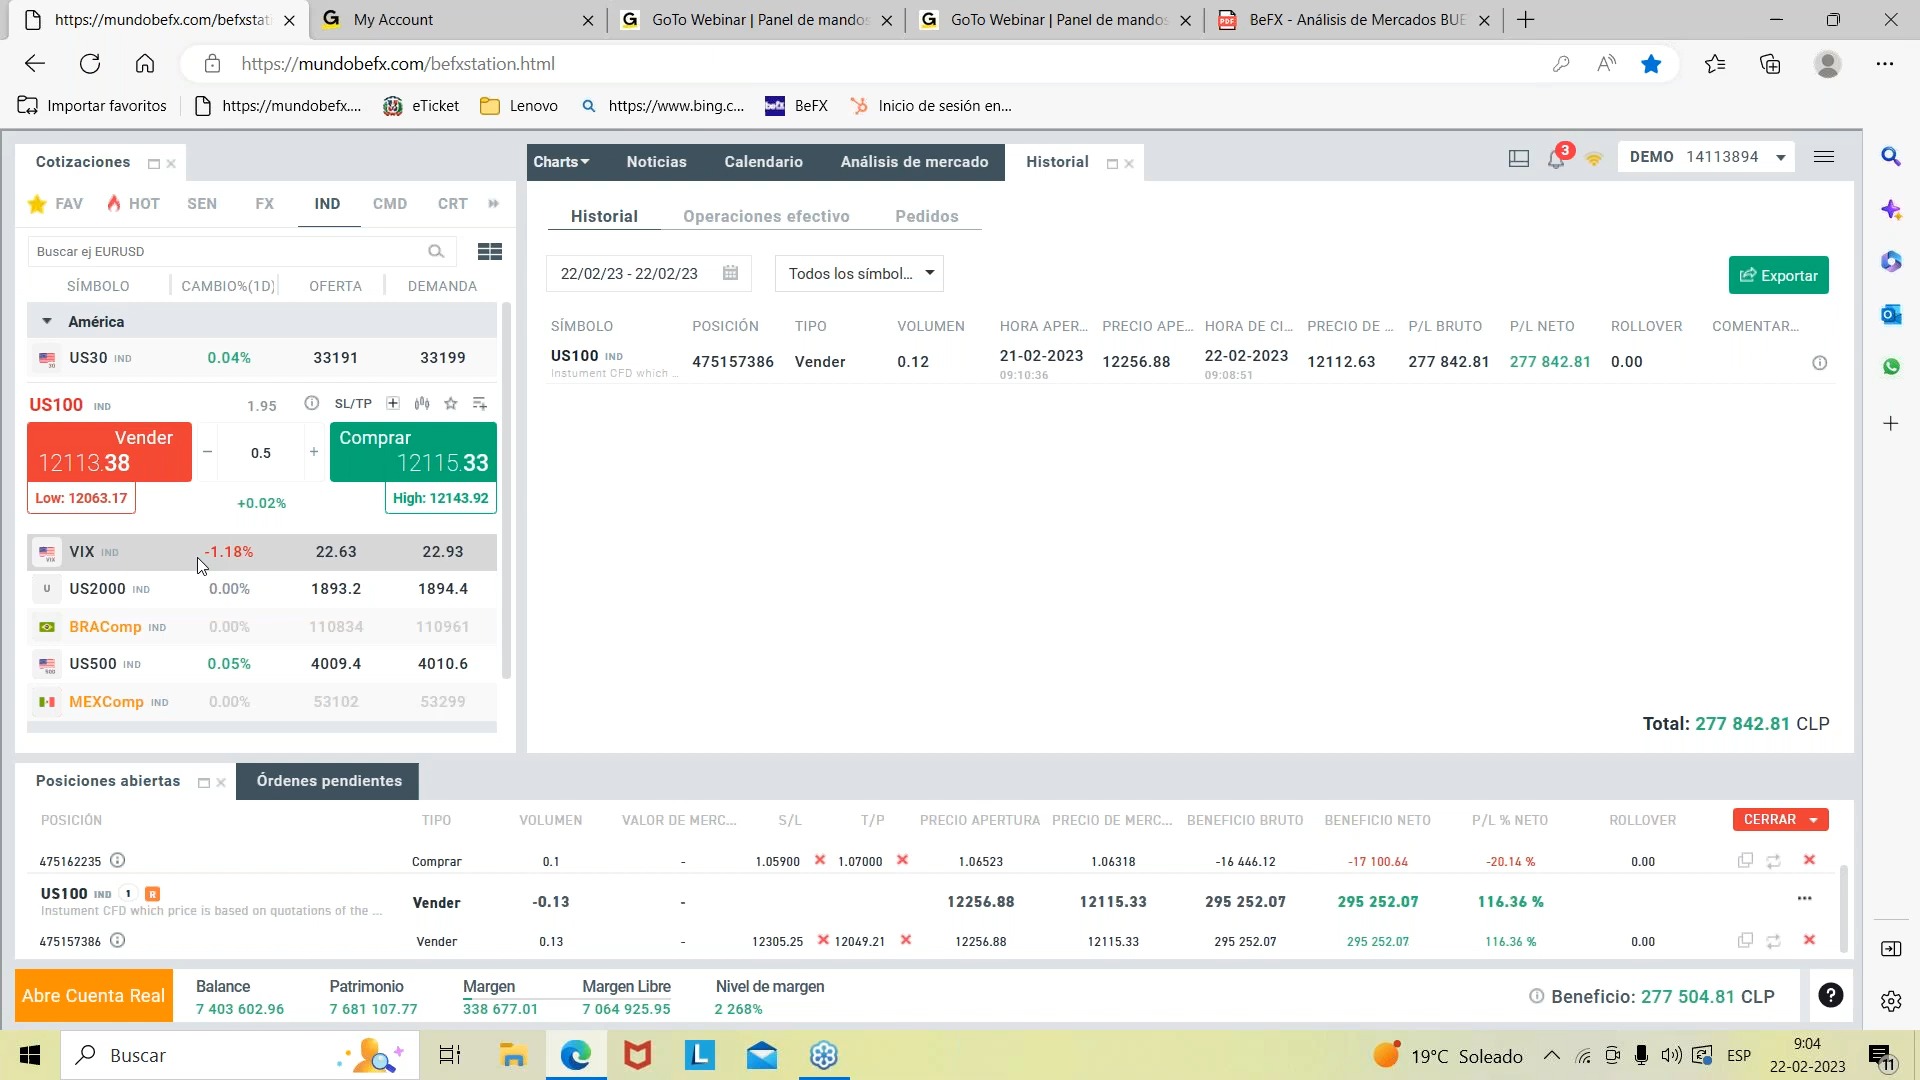 https://mundobefx.com/befxstati
My Account
GoTo Webinar | Panel de mandos
GoTo Webinar | Panel de mandos
BeFX - Análisis de Mercados BUE
https://mundobefx.com/befxstation.html
Importar favoritos
https://mundobefx....
eTicket
Lenovo
https://www.bing.c...
BeFX
Inicio de sesión en...
Cotizaciones
Charts
Noticias
Calendario
Análisis de mercado
Historial
3
DEMO 14113894
FAV HOT SEN FX IND CMD CRT
Historial Operaciones efectivo Pedidos
Buscar ej EURUSD
22/02/23 - 22/02/23
Todos los símbol...
Exportar
SÍMBOLO CAMBIO%(1D) OFERTA DEMANDA
América
US30 IND 0.04% 33191 33199
US100 IND 1.95 SL/TP
Vender 12113.38
0.5
Comprar 12115.33
Low: 12063.17 +0.02% High: 12143.92
VIX IND -1.18% 22.63 22.93
US2000 IND 0.00% 1893.2 1894.4
BRAComp IND 0.00% 110834 110961
US500 IND 0.05% 4009.4 4010.6
MEXComp IND 0.00% 53102 53299
SÍMBOLO POSICIÓN TIPO VOLUMEN HORA APER... PRECIO APE... HORA DE CI... PRECIO DE ... P/L BRUTO P/L NETO ROLLOVER COMENTAR...
US100 IND 475157386 Vender 0.12 21-02-2023 12256.88 22-02-2023 12112.63 277 842.81 277 842.81 0.00
Instument CFD which ... 09:10:36 09:08:51
Total: 277 842.81 CLP
Posiciones abiertas
Órdenes pendientes
POSICIÓN TIPO VOLUMEN VALOR DE MERC... S/L T/P PRECIO APERTURA PRECIO DE MERC... BENEFICIO BRUTO BENEFICIO NETO P/L % NETO ROLLOVER CERRAR
475162235 Comprar 0.1 - 1.05900 1.07000 1.06523 1.06318 -16 446.12 -17 100.64 -20.14 % 0.00
US100 IND 1 R Vender -0.13 - 12256.88 12115.33 295 252.07 295 252.07 116.36 %
Instument CFD which price is based on quotations of the ...
475157386 Vender 0.13 - 12305.25 12049.21 12256.88 12115.33 295 252.07 295 252.07 116.36 % 0.00
Abre Cuenta Real
Balance Patrimonio Margen Margen Libre Nivel de margen
7 403 602.96 7 681 107.77 338 677.01 7 064 925.95 2 268%
Beneficio: 277 504.81 CLP
Buscar
19°C Soleado
ESP
9:04
22-02-2023
11